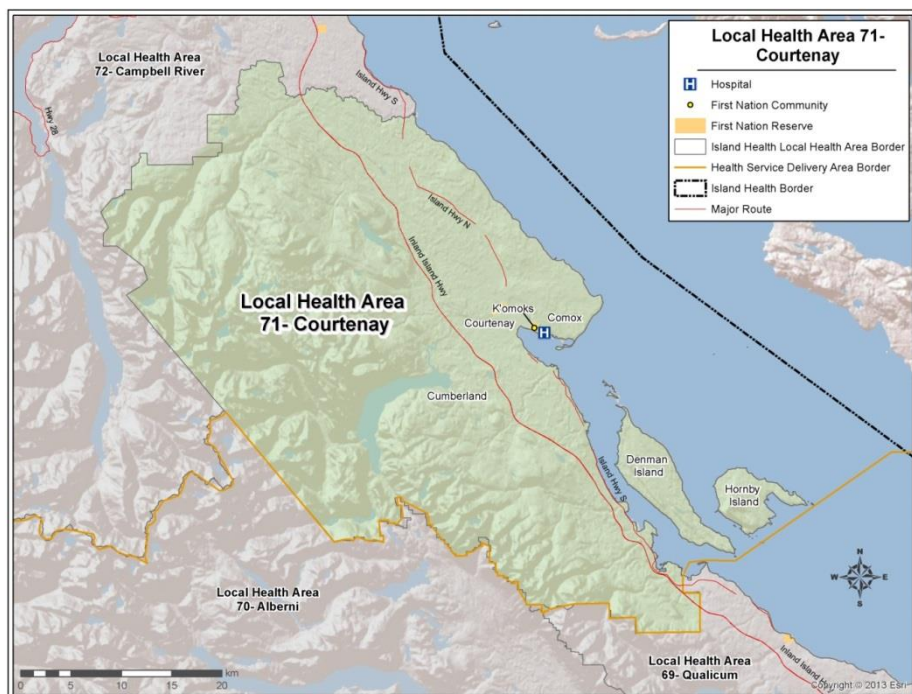 Local Health Area
72- Campbell River
Hwy 28
Island Hwy S
Island Hwy N
Inland Island Hwy
Local Health Area
71- Courtenay
K'omoks
Comox
Courtenay
H
Cumberland
Denman
Island
Hornby
Island
Island Hwy S
Local Health Area
70- Alberni
Local Health Area
69- Qualicum
Inland Island
0 5 10 20
km
Copyright © 2013 Esri
N
W E
S
Local Health Area 71-
Courtenay
H Hospital
First Nation Community
First Nation Reserve
Island Health Local Health Area Border
Health Service Delivery Area Border
Island Health Border
Major Route